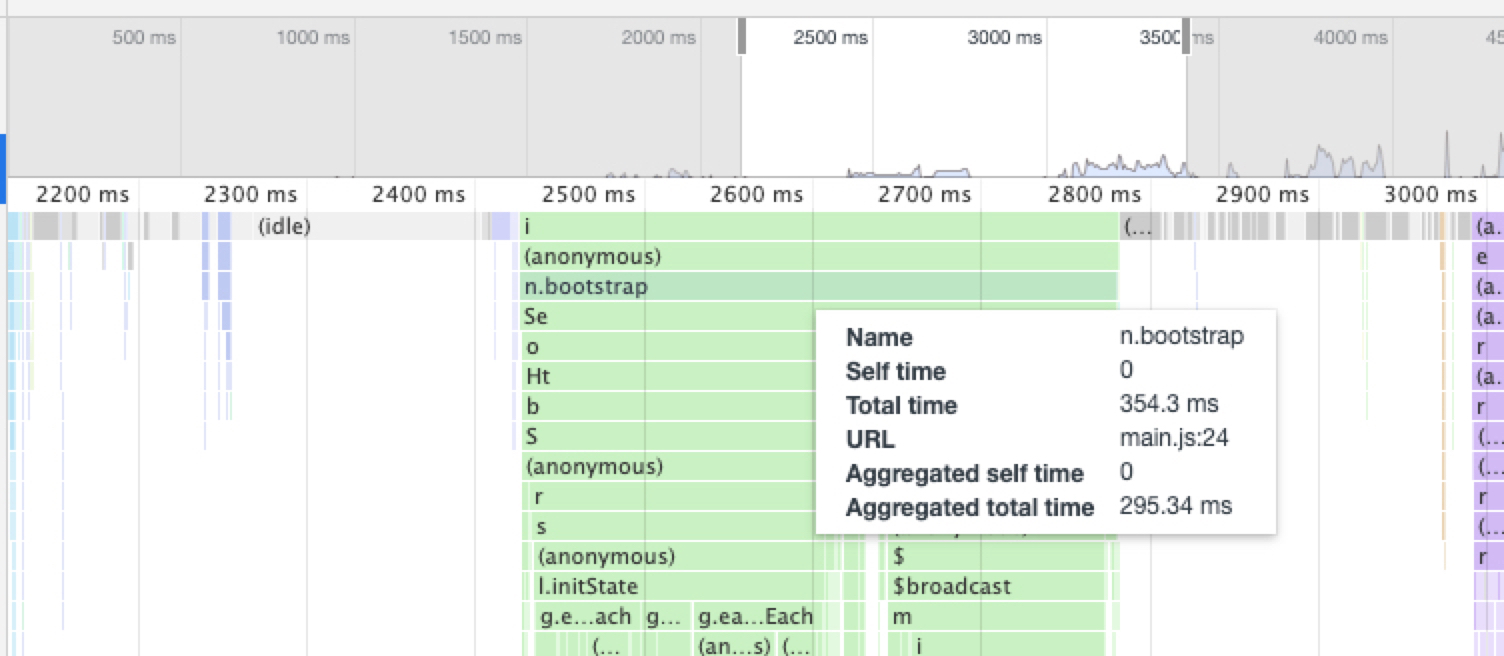 500 ms 1000 ms 1500 ms 2000 ms 2500 ms 3000 ms 3500 ms 4000 ms 45
2200 ms 2300 ms 2400 ms 2500 ms 2600 ms 2700 ms 2800 ms 2900 ms 3000 ms
(idle) i (... (a.
(anonymous) e
n.bootstrap (a.
Se (a.
o r
Ht (a.
b r
S (...
(anonymous) (...
r r
s (...
(anonymous) $ r
l.initState $broadcast
g.e...ach g... g.ea...Each m
(... (an...s) (... i
Name n.bootstrap
Self time 0
Total time 354.3 ms
URL main.js:24
Aggregated self time 0
Aggregated total time 295.34 ms